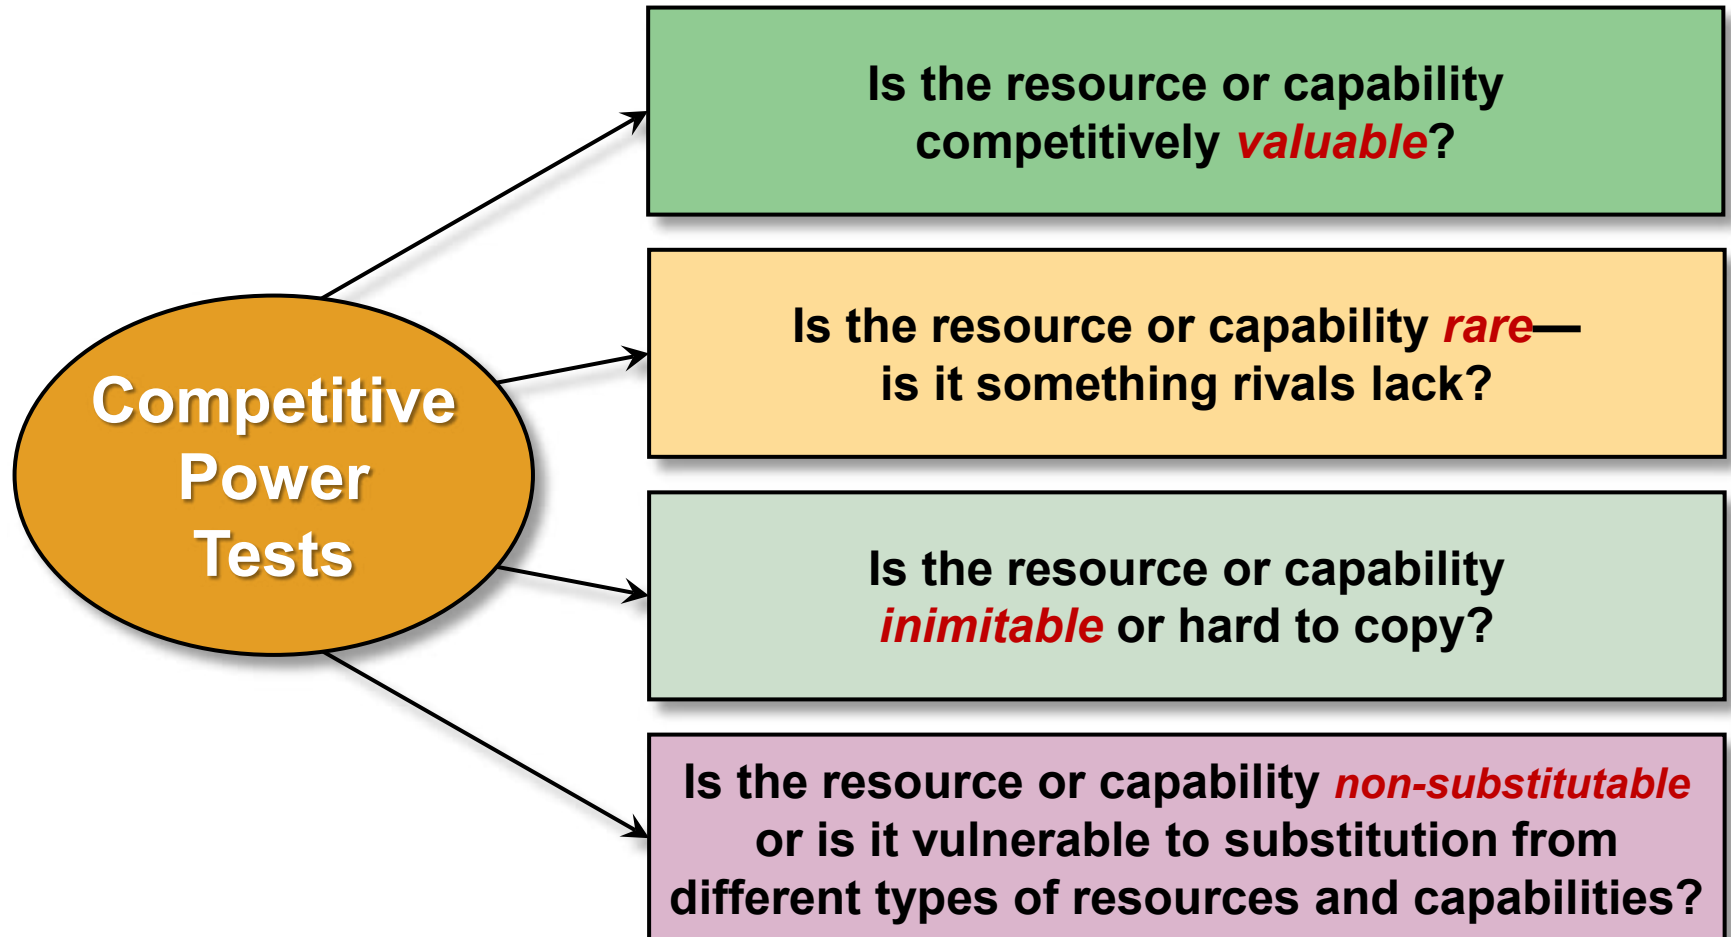 Competitive
Power
Tests
Is the resource or capability
competitively valuable?
Is the resource or capability rare—
is it something rivals lack?
Is the resource or capability
inimitable or hard to copy?
Is the resource or capability non-substitutable
or is it vulnerable to substitution from
different types of resources and capabilities?